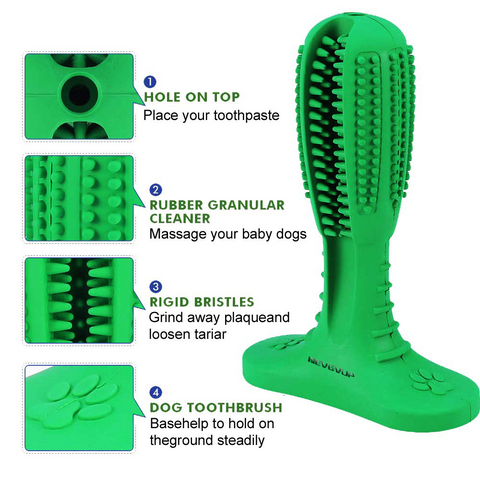 1
HOLE ON TOP
Place your toothpaste
2
RUBBER GRANULAR
CLEANER
Massage your baby dogs
3
RIGID BRISTLES
Grind away plaqueand
loosen tariar
4
DOG TOOTHBRUSH
Basehelp to hold on
theground steadily